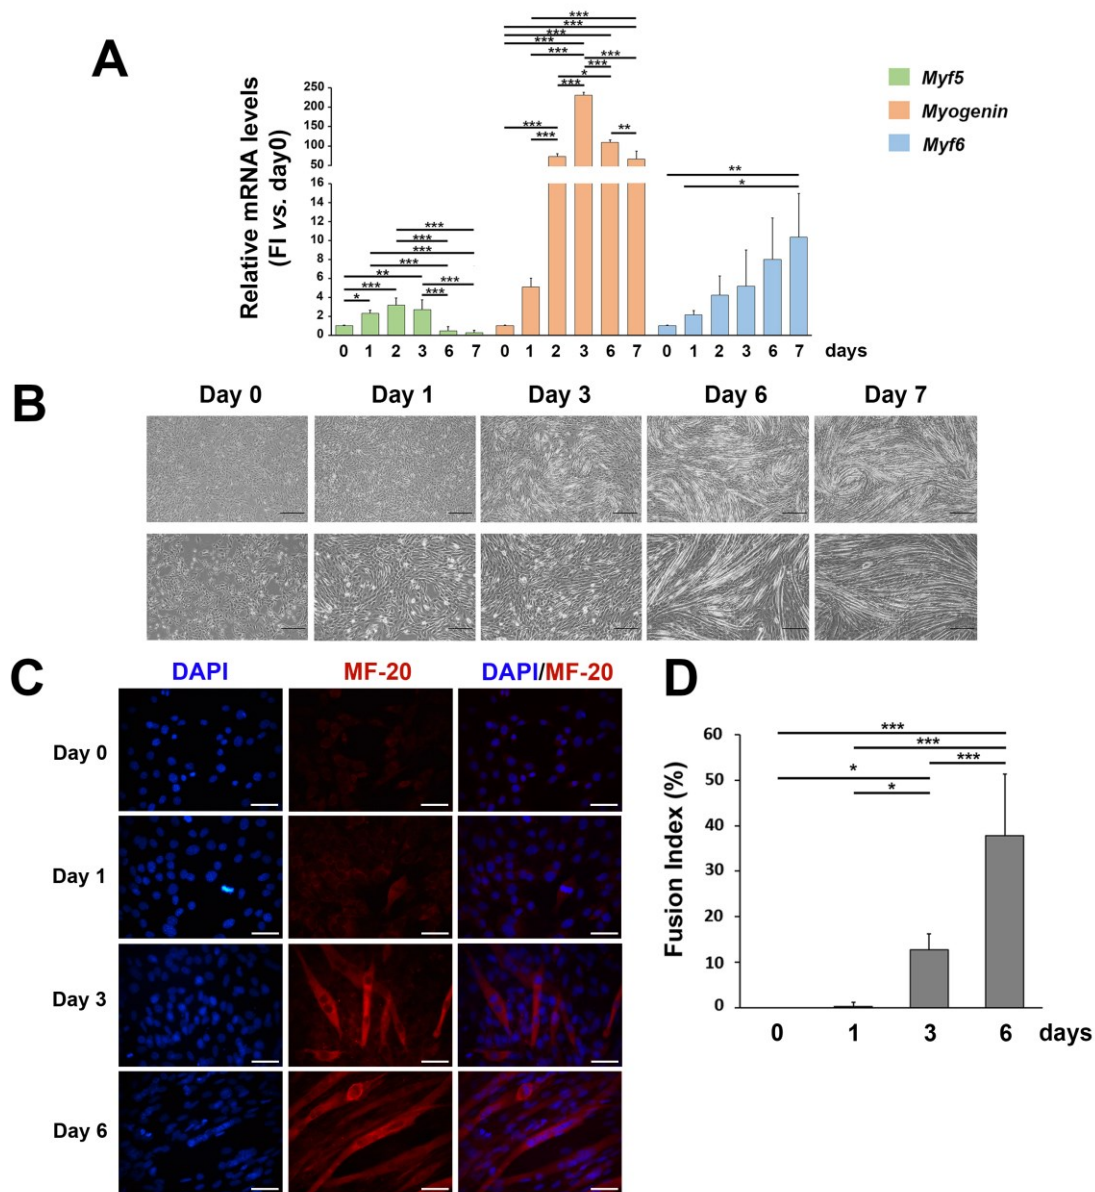 A
Relative mRNA levels
(FI vs. day0)
250
200
150
100
50
16
14
12
10
8
6
4
2
0
***
***
***
***
*** ***
***
*
***
***
***
**
***
***
***
***
** ***
*** ***
*
**
*
0 1 2 3 6 7 0 1 2 3 6 7 0 1 2 3 6 7 days
Myf5
Myogenin
Myf6
B
Day 0 Day 1 Day 3 Day 6 Day 7
C
DAPI MF-20 DAPI/MF-20
Day 0
Day 1
Day 3
Day 6
D
Fusion Index (%)
60
50
40
30
20
10
0
***
***
***
*
*
0 1 3 6 days